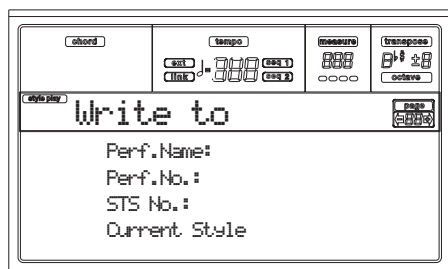 chord tempo measure transpose
ext seq 1
link seq 2
octave
style play Write to page
Perf.Name:
Perf.No.:
STS No.:
Current Style